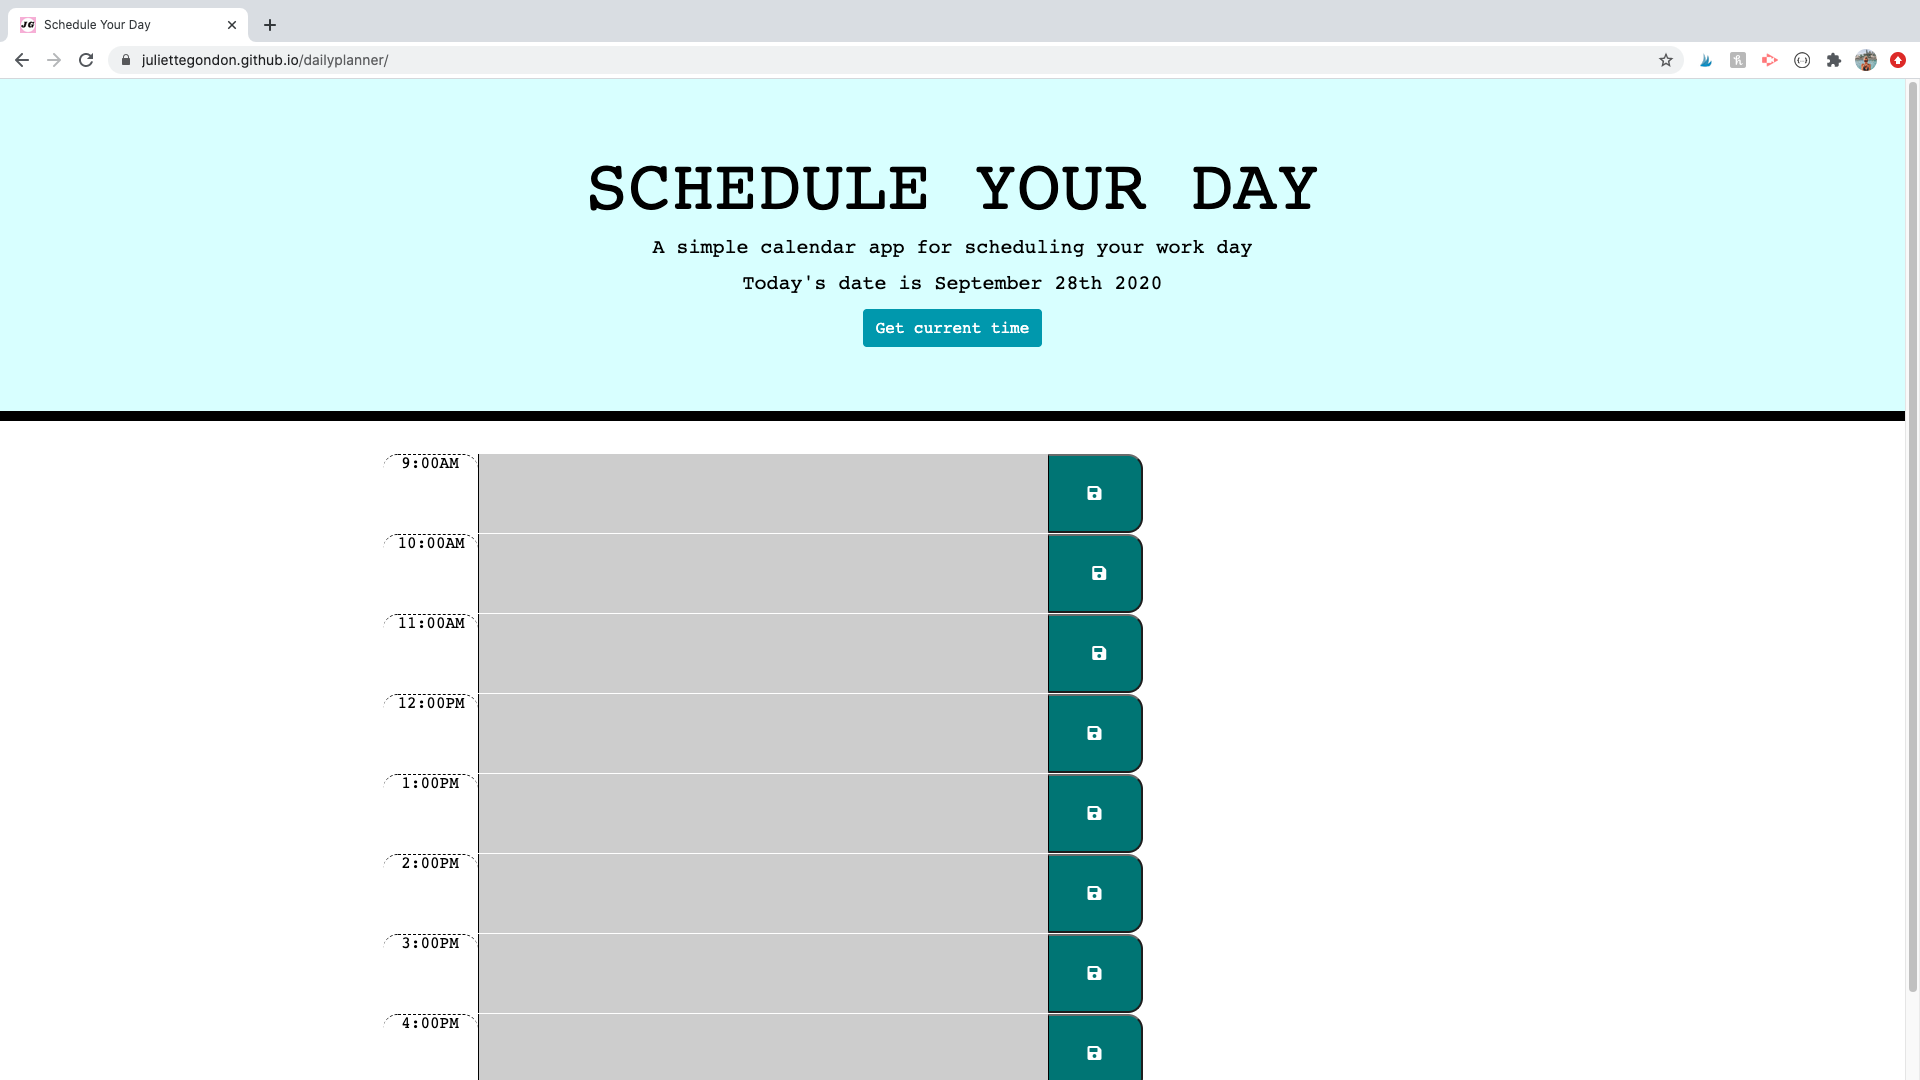 JG Schedule Your Day
juliettegondon.github.io/dailyplanner/
SCHEDULE YOUR DAY
A simple calendar app for scheduling your work day
Today's date is September 28th 2020
Get current time
9:00AM
10:00AM
11:00AM
12:00PM
1:00PM
2:00PM
3:00PM
4:00PM